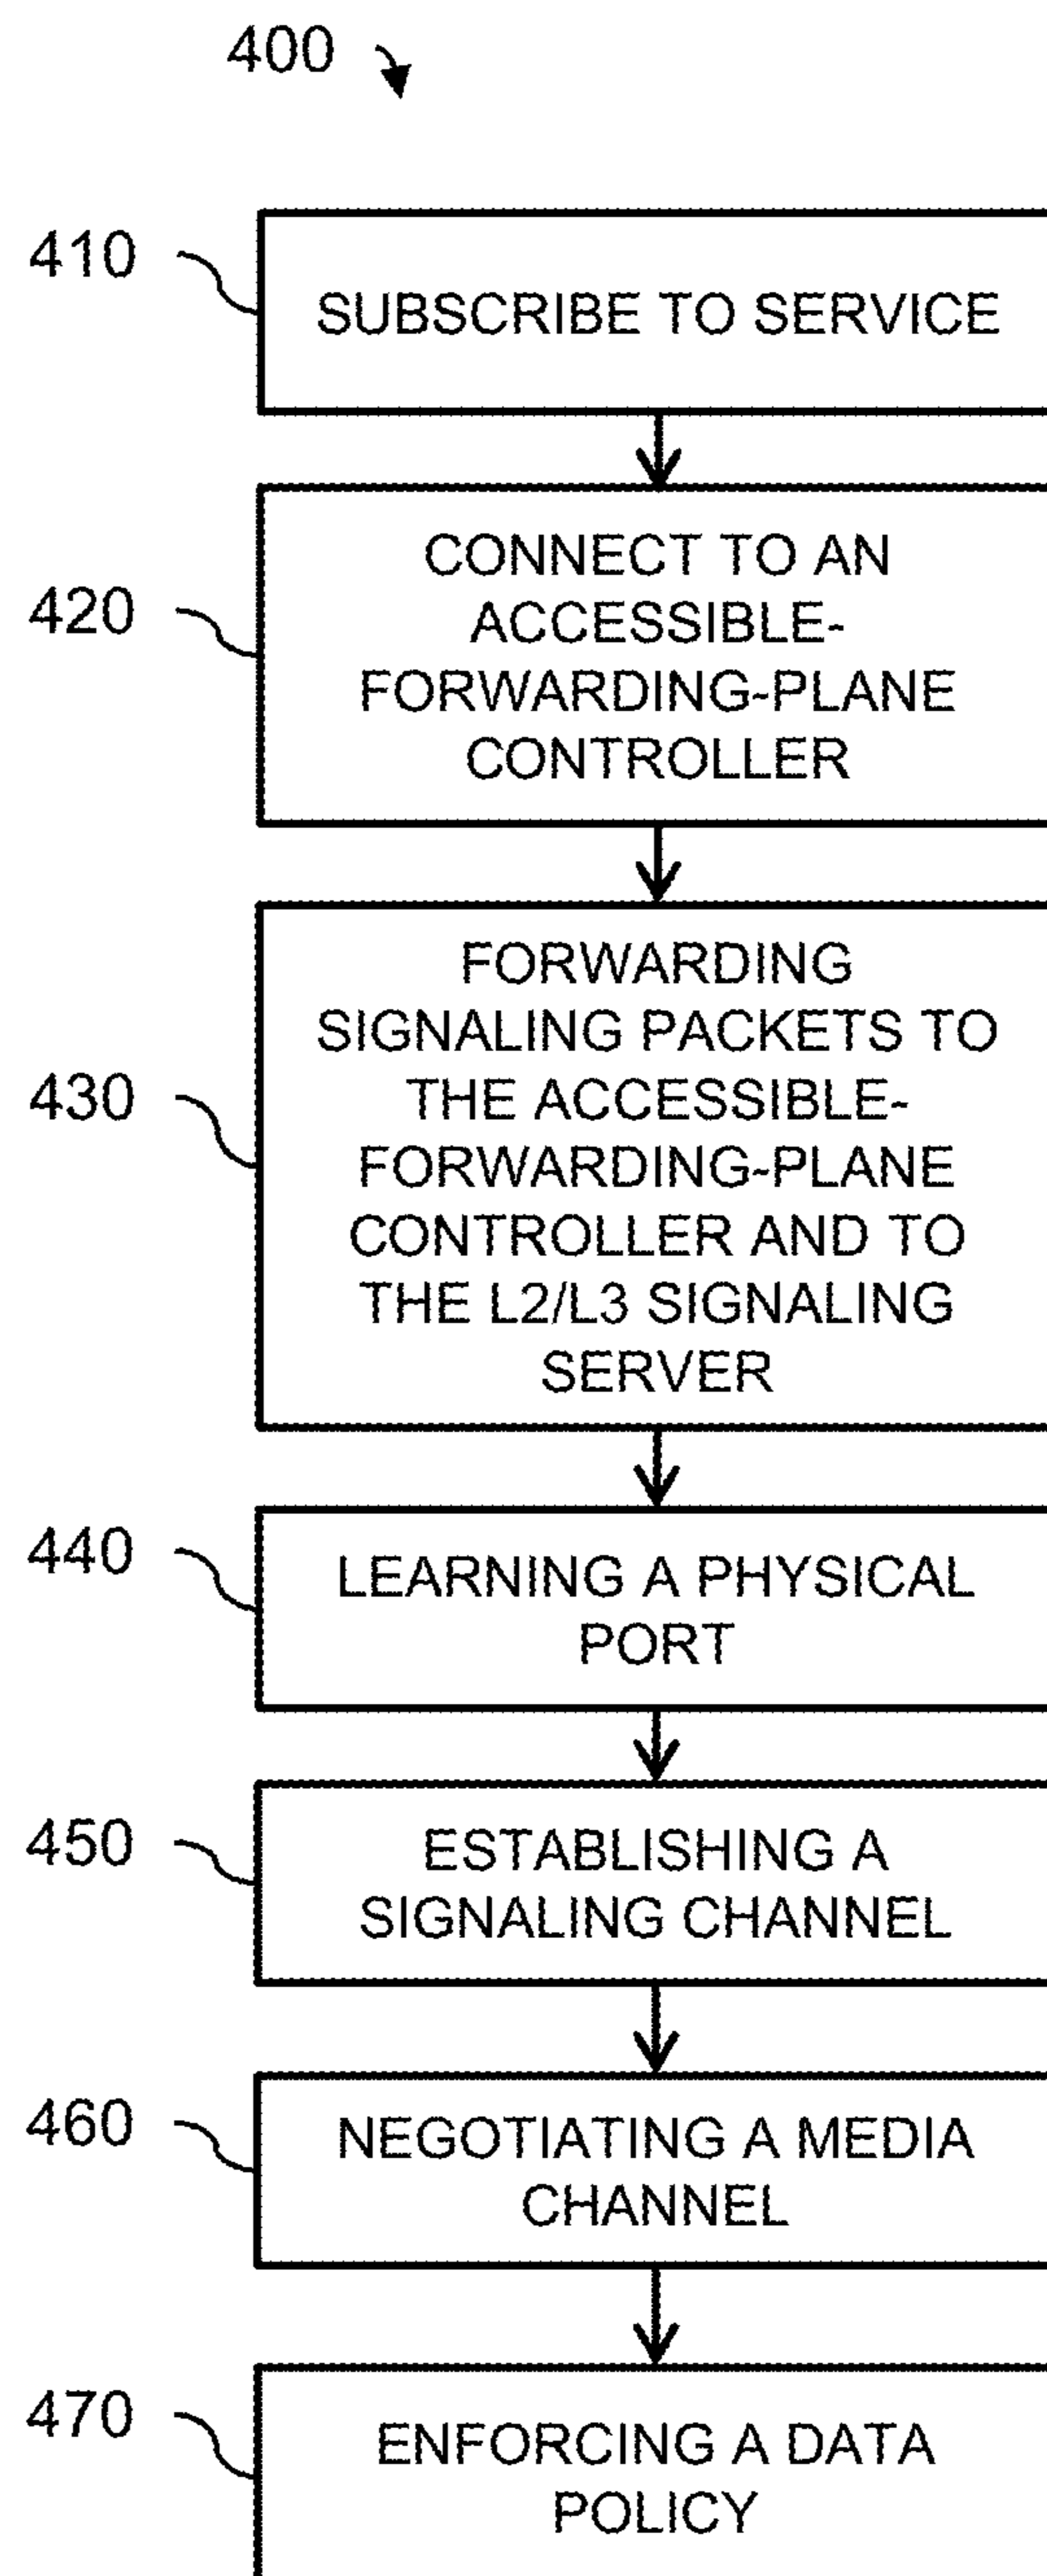 400
410
SUBSCRIBE TO SERVICE
420
CONNECT TO AN
ACCESSIBLE-
FORWARDING-PLANE
CONTROLLER
430
FORWARDING
SIGNALING PACKETS TO
THE ACCESSIBLE-
FORWARDING-PLANE
CONTROLLER AND TO
THE L2/L3 SIGNALING
SERVER
440
LEARNING A PHYSICAL
PORT
450
ESTABLISHING A
SIGNALING CHANNEL
460
NEGOTIATING A MEDIA
CHANNEL
470
ENFORCING A DATA
POLICY